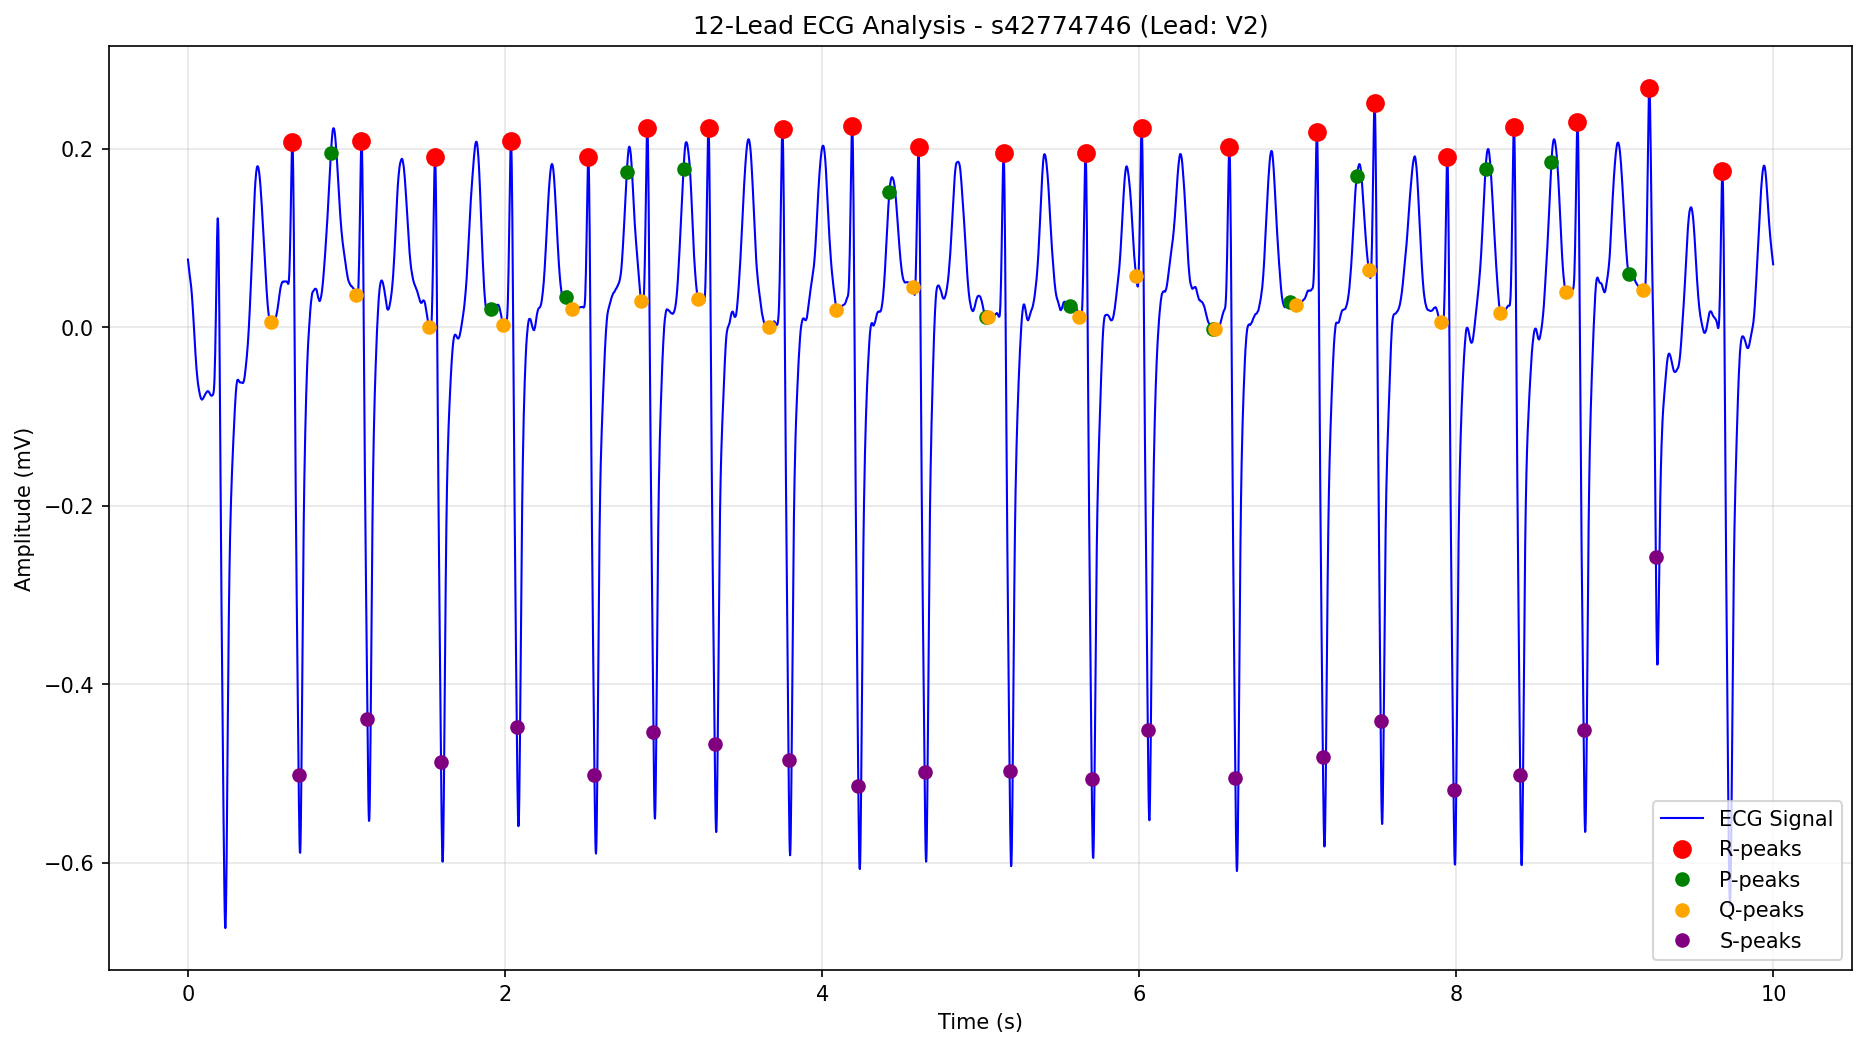 12-Lead ECG Analysis - s42774746 (Lead: V2)
Amplitude (mV)
0.2
0.0
−0.2
−0.4
−0.6
0
2
4
6
8
10
Time (s)
ECG Signal
R-peaks
P-peaks
Q-peaks
S-peaks